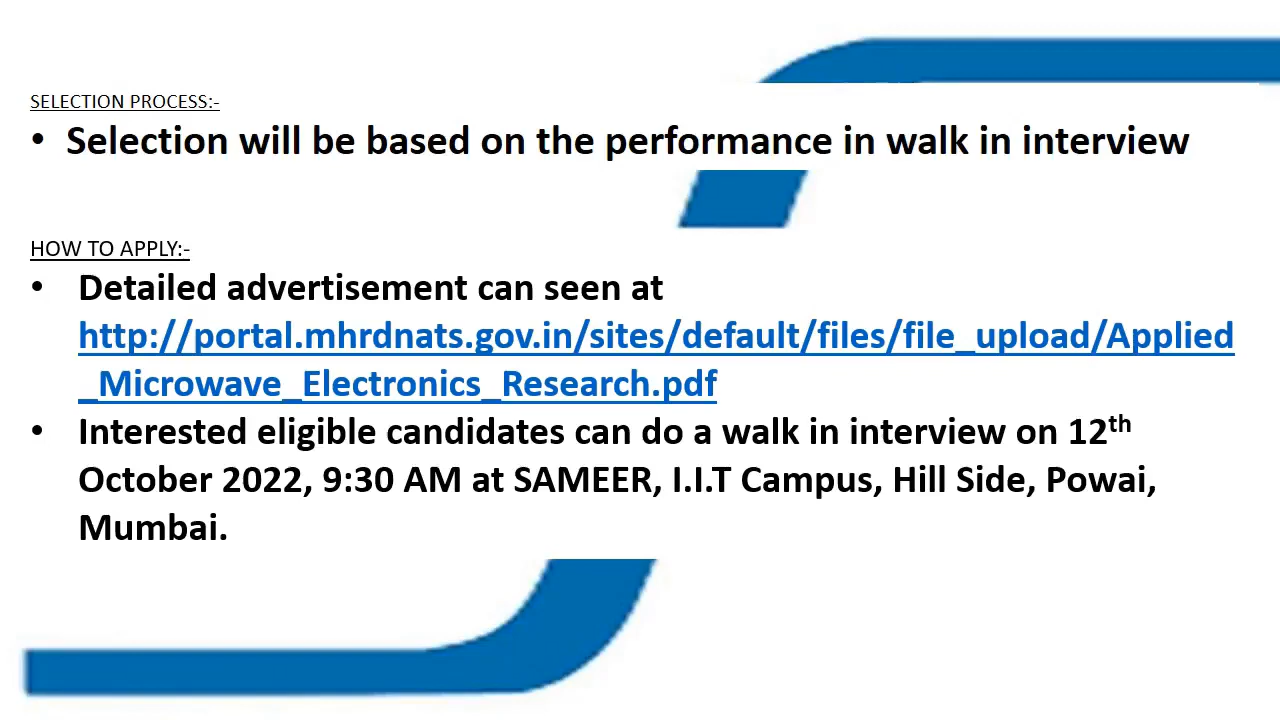 SELECTION PROCESS:-
• Selection will be based on the performance in walk in interview
HOW TO APPLY:-
• Detailed advertisement can seen at
http://portal.mhrdnats.gov.in/sites/default/files/file_upload/Applied
_Microwave_Electronics_Research.pdf
• Interested eligible candidates can do a walk in interview on 12th
October 2022, 9:30 AM at SAMEER, I.I.T Campus, Hill Side, Powai,
Mumbai.